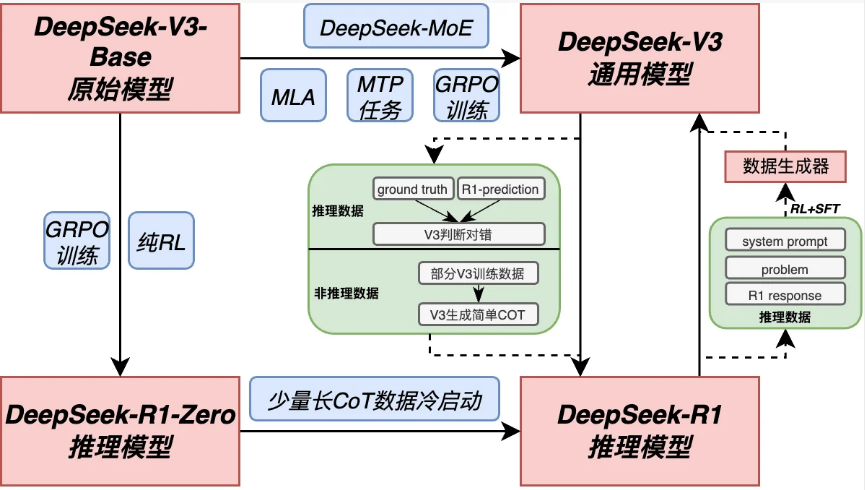 DeepSeek-V3-
Base
原始模型
DeepSeek-MoE
MLA
MTP
任务
GRPO
训练
DeepSeek-V3
通用模型
GRPO
训练
纯RL
ground truth
R1-prediction
推理数据
V3判断对错
部分V3训练数据
非推理数据
V3生成简单COT
数据生成器
RL+SFT
system prompt
problem
R1 response
推理数据
DeepSeek-R1-Zero
推理模型
少量长CoT数据冷启动
DeepSeek-R1
推理模型